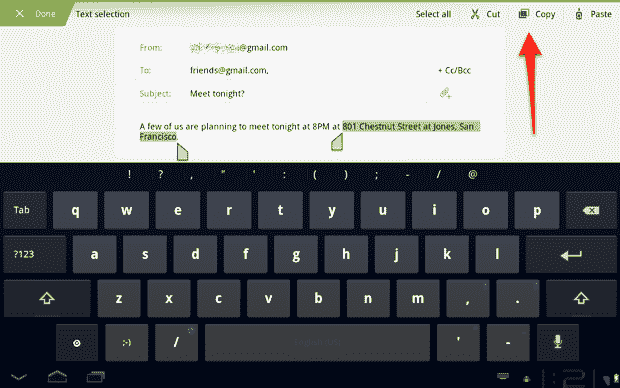 Done Text selection Select all Cut Copy Paste
From: @gmail.com
To: friends@gmail.com, + Cc/Bcc
Subject: Meet tonight?
A few of us are planning to meet tonight at 8PM at 801 Chestnut Street at Jones, San
Francisco.
! ? , " ' : ( ) ; - / @
Tab q w e r t y u i o p
?123 a s d f g h j k l
z x c v b n m , .
:-) / ' -